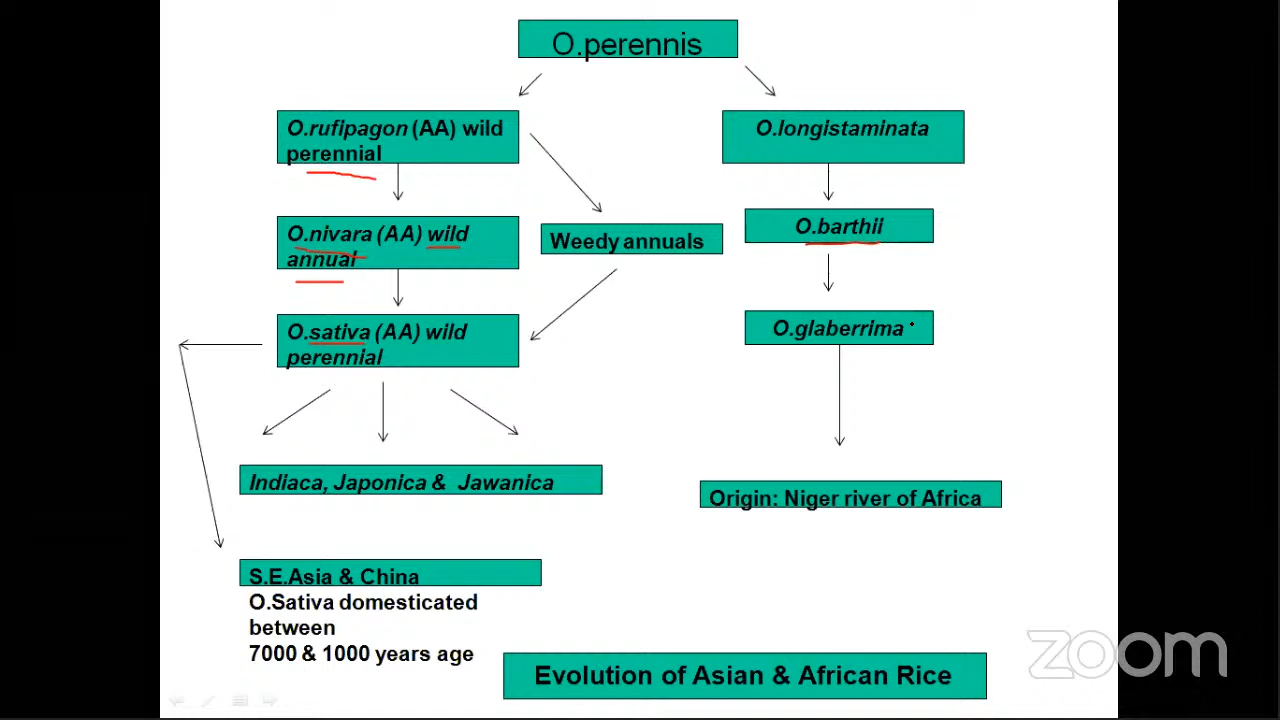 O.perennis
O.rufipagon (AA) wild
perennial
O.longistaminata
O.nivara (AA) wild
annual
Weedy annuals
O.barthii
O.sativa (AA) wild
perennial
O.glaberrima
Indiaca, Japonica & Jawanica
Origin: Niger river of Africa
S.E.Asia & China
O.Sativa domesticated
between
7000 & 1000 years age
Evolution of Asian & African Rice
zoom